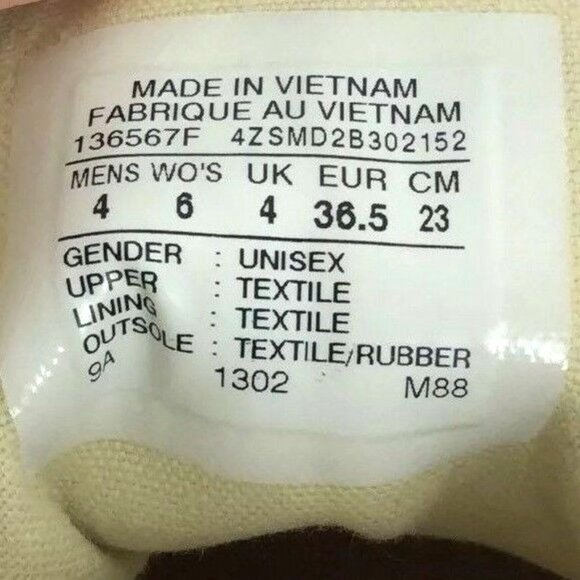 MADE IN VIETNAM
FABRIQUE AU VIETNAM
136567F 4ZSMD2B302152
MENS WO'S UK EUR CM
4 6 4 36.5 23
GENDER : UNISEX
UPPER : TEXTILE
LINING : TEXTILE
OUTSOLE : TEXTILE/RUBBER
9A 1302 M88